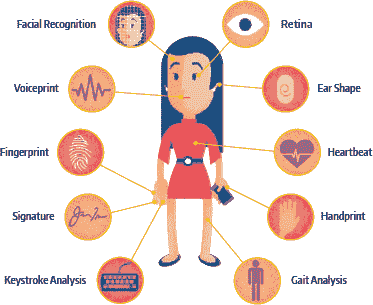 Facial Recognition
Retina
Voiceprint
Ear Shape
Fingerprint
Heartbeat
Signature
Handprint
Keystroke Analysis
Gait Analysis